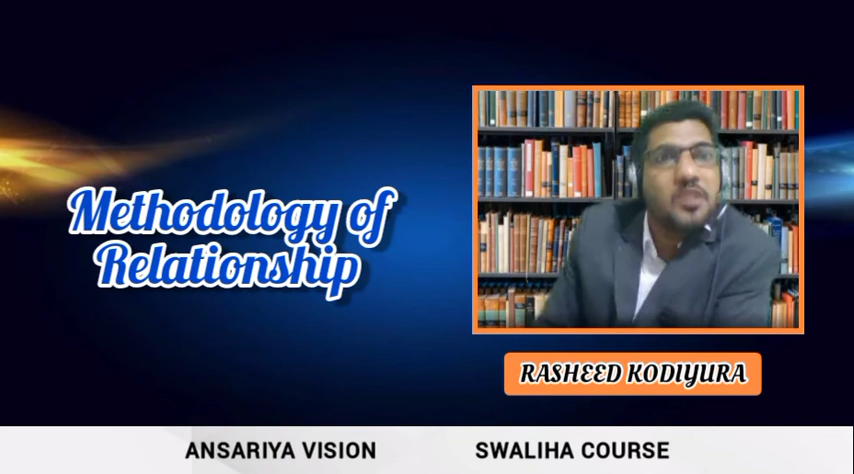 Methodology of
Relationship
RASHEED KODIYURA
ANSARIYA VISION
SWALIHA COURSE